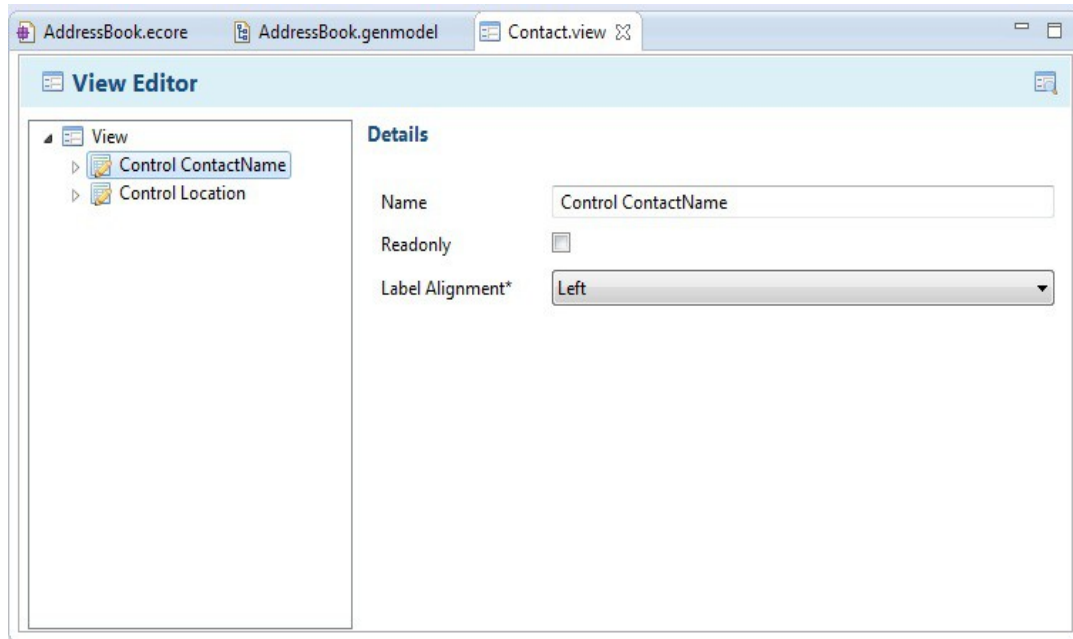 AddressBook.ecore AddressBook.genmodel Contact.view
View Editor
View
Control ContactName
Control Location
Details
Name Control ContactName
Readonly
Label Alignment* Left